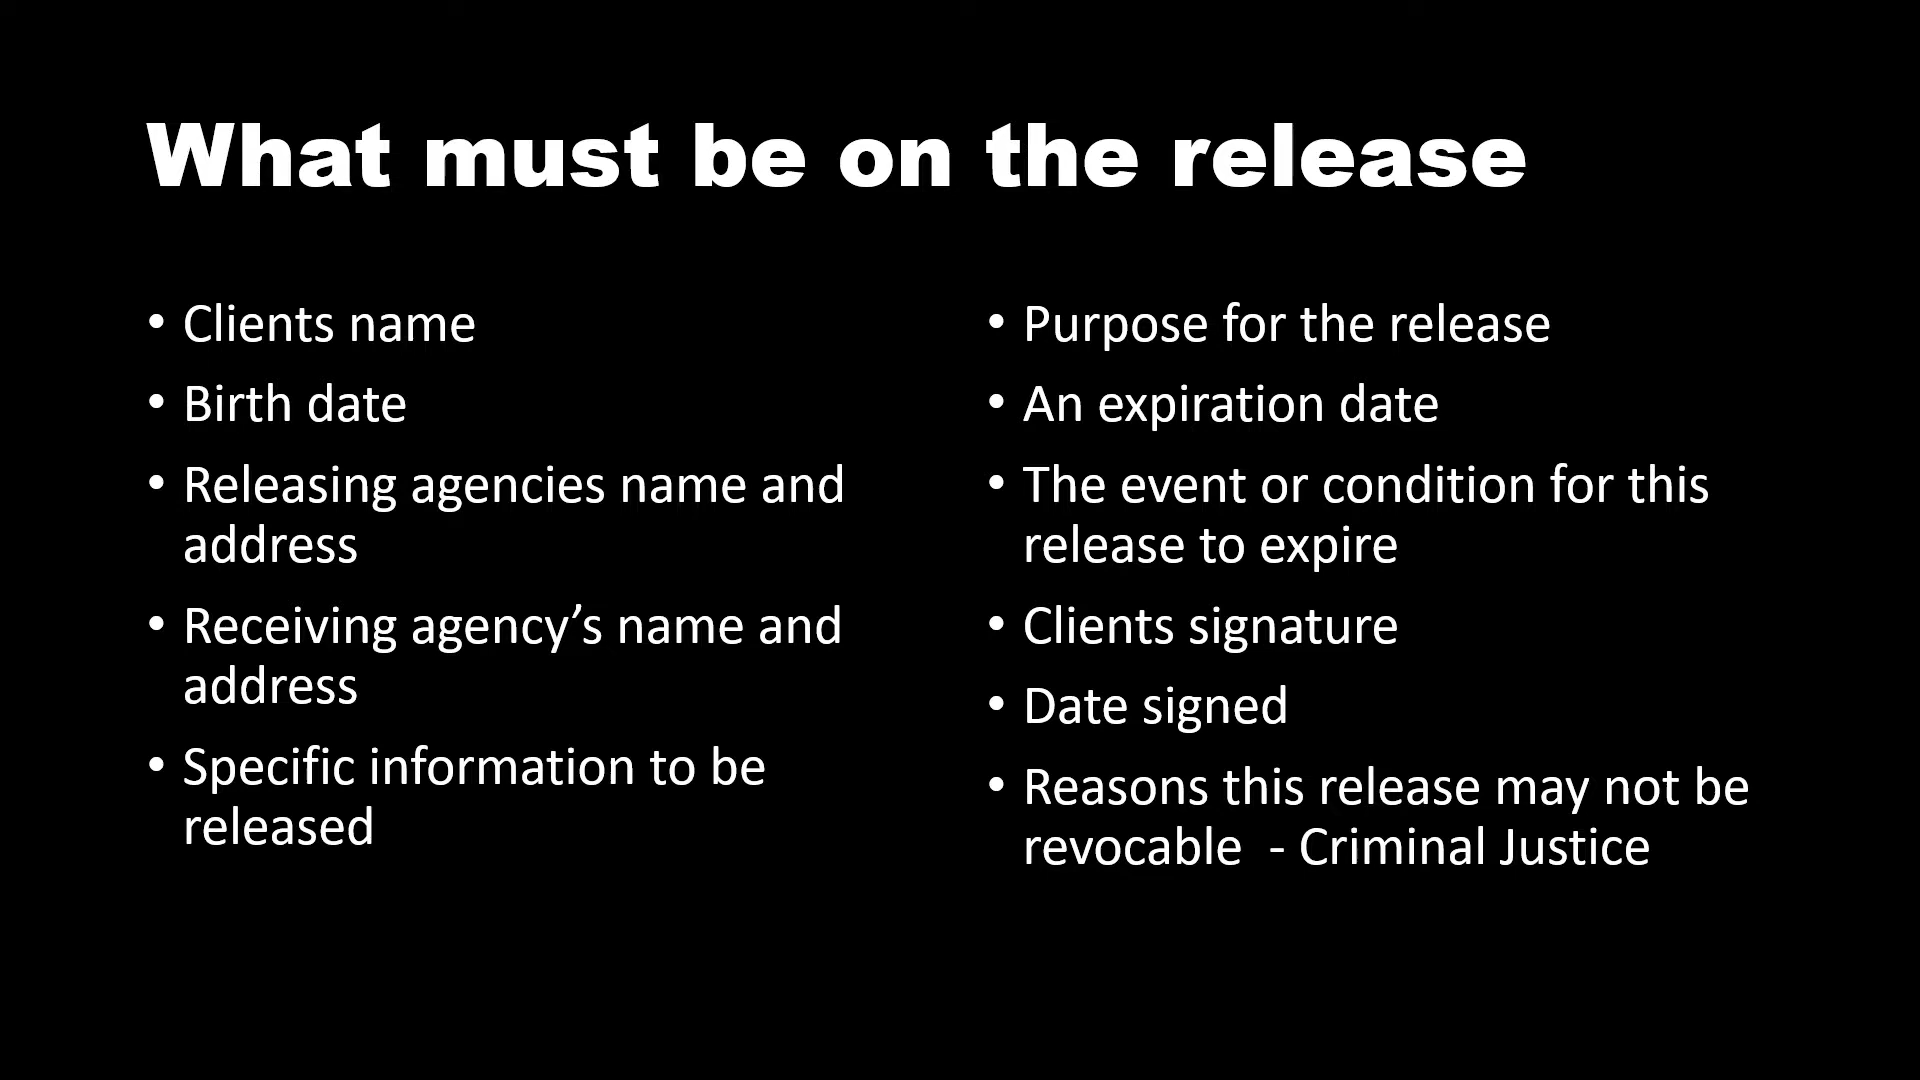 What must be on the release
• Clients name
• Birth date
• Releasing agencies name and
address
• Receiving agency’s name and
address
• Specific information to be
released
• Purpose for the release
• An expiration date
• The event or condition for this
release to expire
• Clients signature
• Date signed
• Reasons this release may not be
revocable  - Criminal Justice